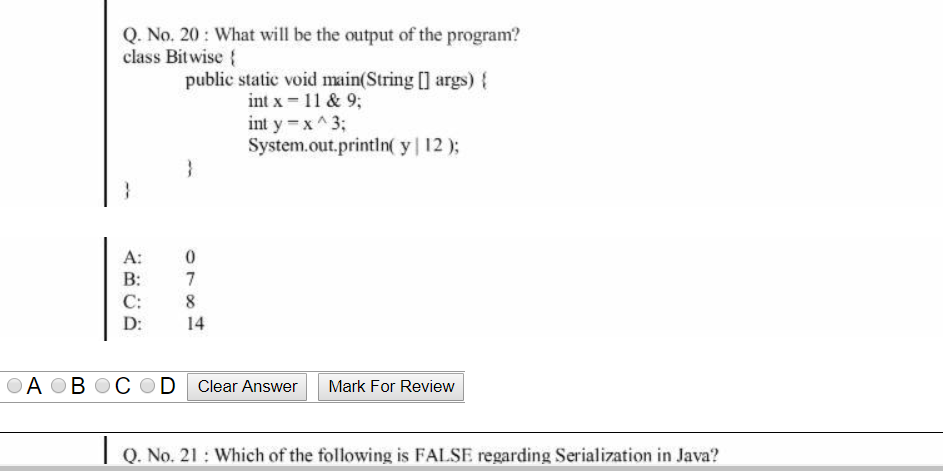 Q. No. 20 : What will be the output of the program?
class Bitwise {
public static void main(String [] args) {
int x = 11 & 9;
int y = x ^ 3;
System.out.println( y | 12 );
}
}
A: 0
B: 7
C: 8
D: 14
A B C D Clear Answer Mark For Review
Q. No. 21 : Which of the following is FALSE regarding Serialization in Java?